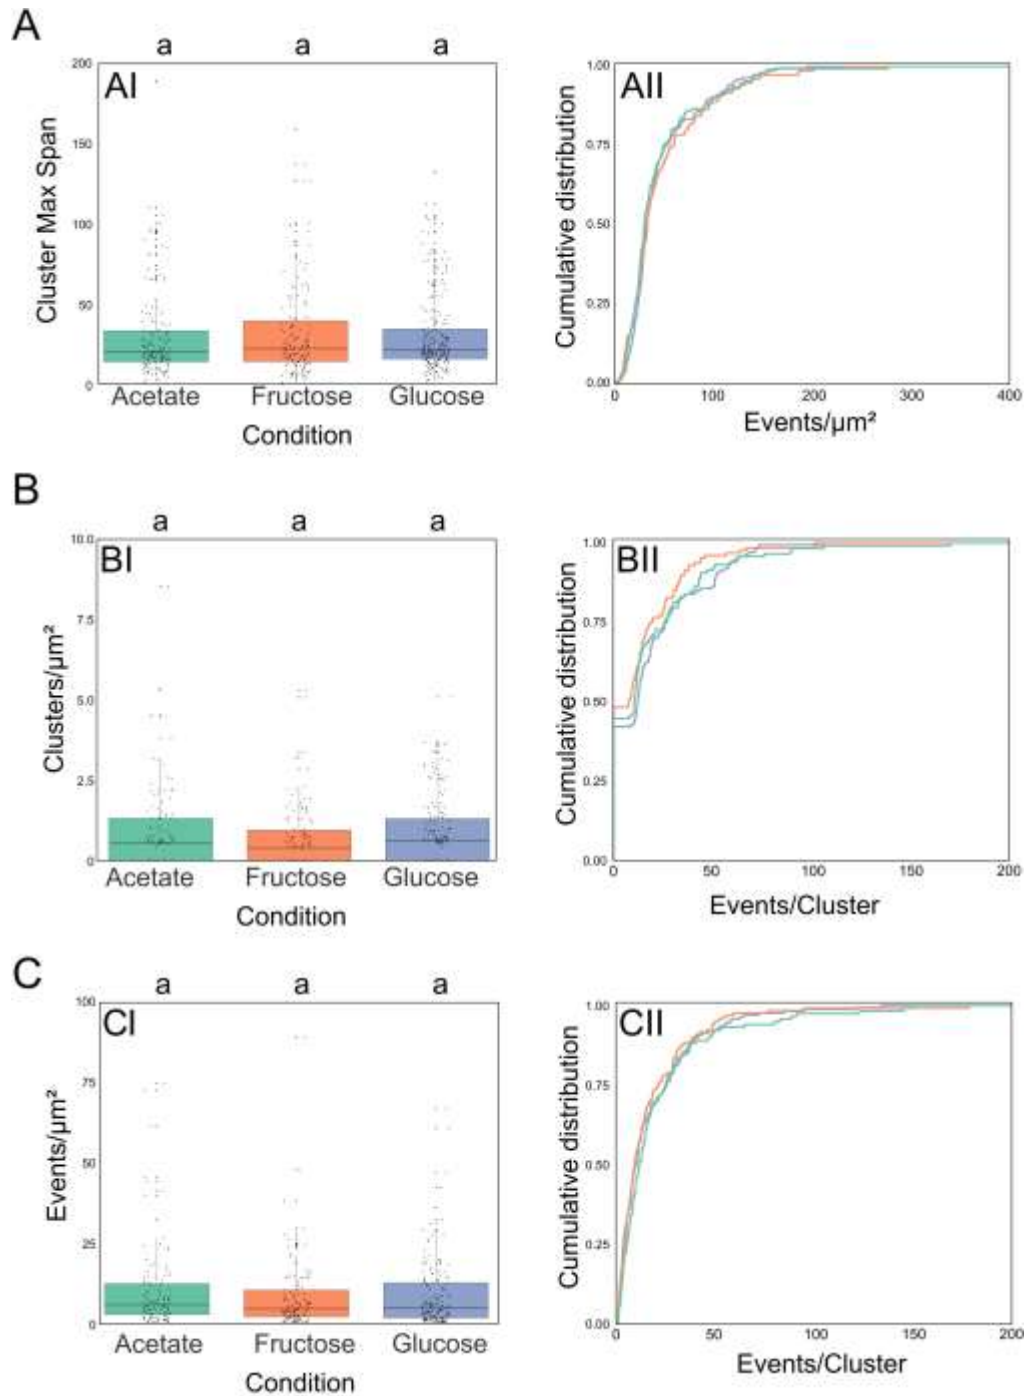 A
a a a
AI
Cluster Max Span
200
150
100
50
0
Acetate Fructose Glucose
Condition
AII
Cumulative distribution
1.00
0.75
0.50
0.25
0.00
0 100 200 300 400
Events/µm²
B
a a a
BI
Clusters/µm²
10.0
7.5
5.0
2.5
0
Acetate Fructose Glucose
Condition
BII
Cumulative distribution
1.00
0.75
0.50
0.25
0.00
0 50 100 150 200
Events/Cluster
C
a a a
CI
Events/µm²
100
75
50
25
0
Acetate Fructose Glucose
Condition
CII
Cumulative distribution
1.00
0.75
0.50
0.25
0.00
0 50 100 150 200
Events/Cluster